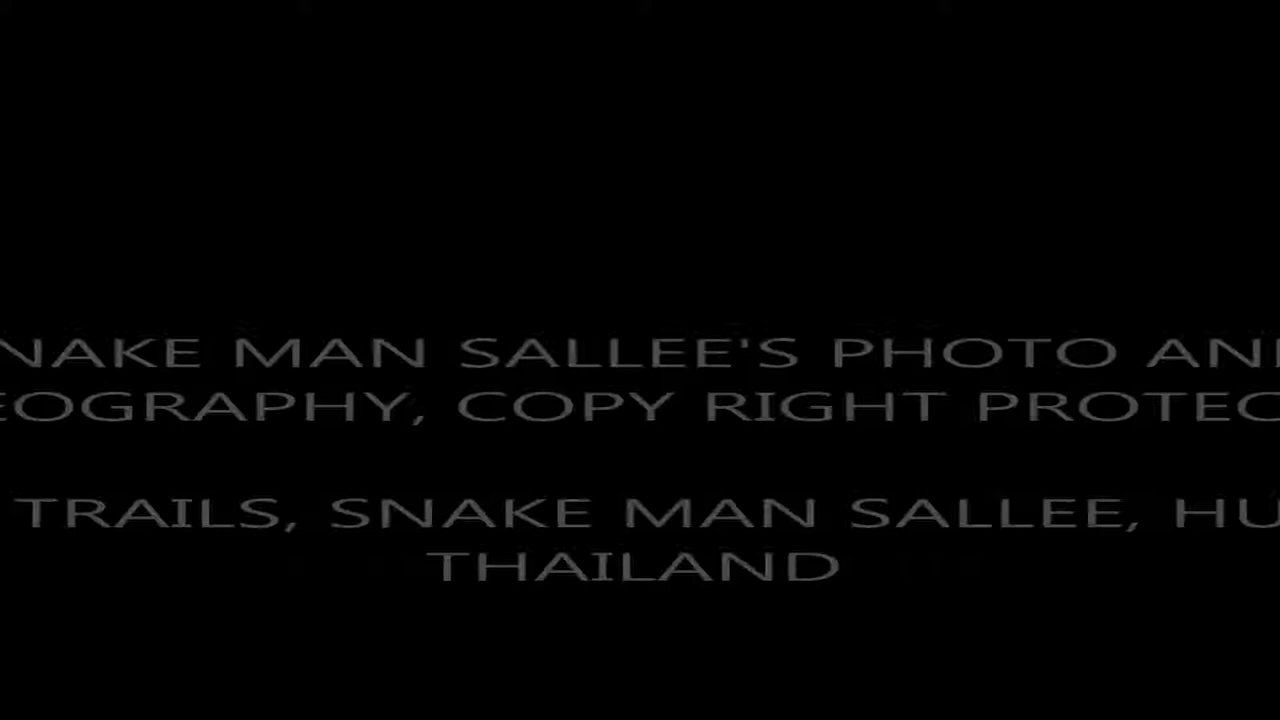 NAKE MAN SALLEE'S PHOTO AN
EOGRAPHY, COPY RIGHT PROTEC
TRAILS, SNAKE MAN SALLEE, HU
THAILAND